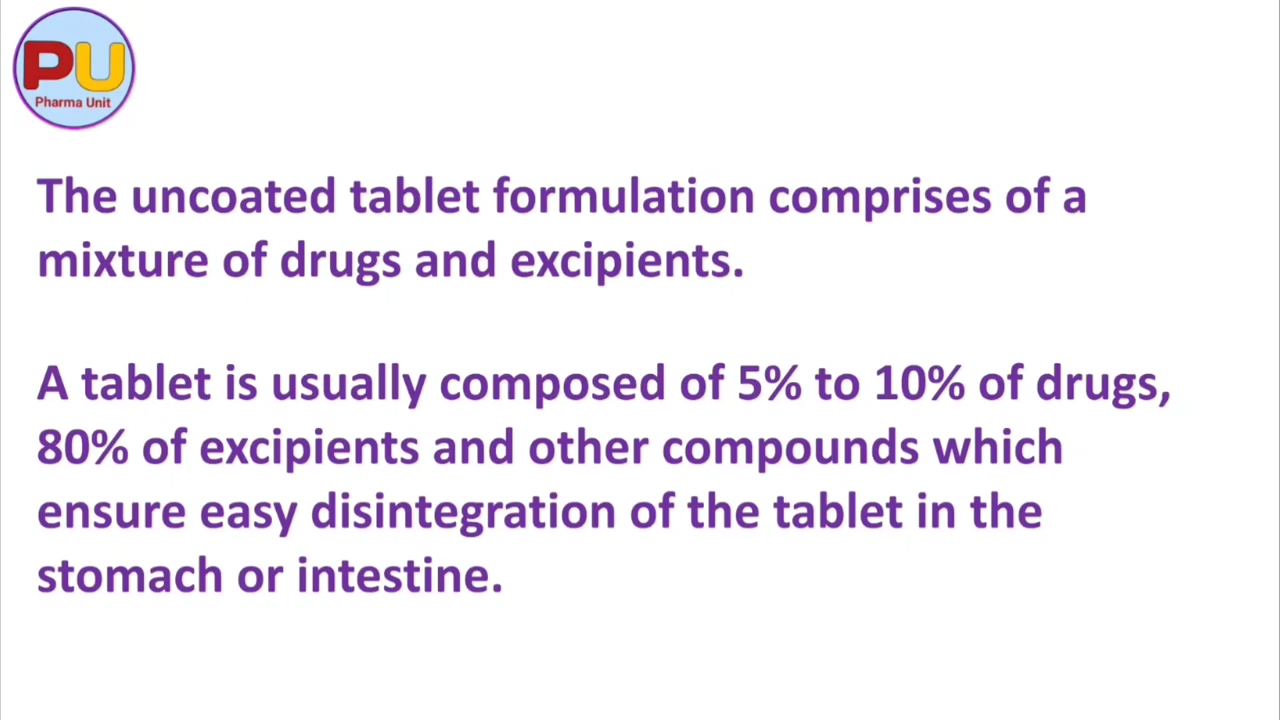 PU
Pharma Unit
The uncoated tablet formulation comprises of a
mixture of drugs and excipients.
A tablet is usually composed of 5% to 10% of drugs,
80% of excipients and other compounds which
ensure easy disintegration of the tablet in the
stomach or intestine.